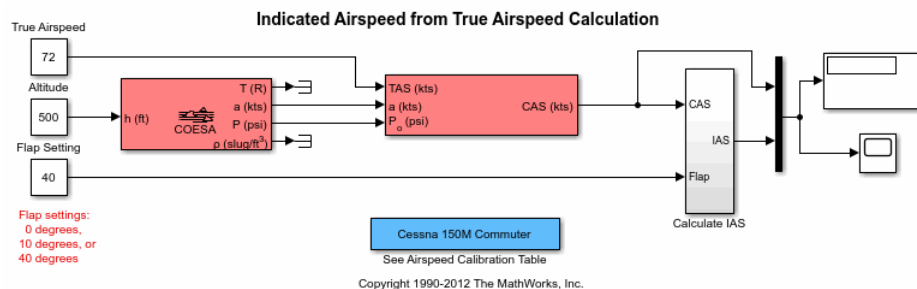 Indicated Airspeed from True Airspeed Calculation
True Airspeed
72
Altitude
500
Flap Setting
40
h (ft)
COESA
T (R)
a (kts)
P (psi)
ρ (slug/ft³)
TAS (kts)
a (kts)
P₀ (psi)
CAS (kts)
CAS
IAS
Flap
Calculate IAS
Flap settings:
0 degrees,
10 degrees, or
40 degrees
Cessna 150M Commuter
See Airspeed Calibration Table
Copyright 1990-2012 The MathWorks, Inc.